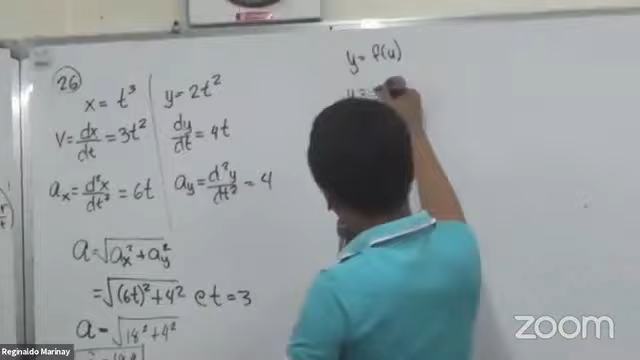 26
x = t³
y = 2t²
V = dx/dt = 3t²
dy/dt = 4t
aₓ = d²x/dt² = 6t
a_y = d²y/dt² = 4
a = √(aₓ² + a_y²)
= √((6t)² + 4²) @ t = 3
a = √(18² + 4²)
y = f(u)
Reginaldo Marinay
zoom